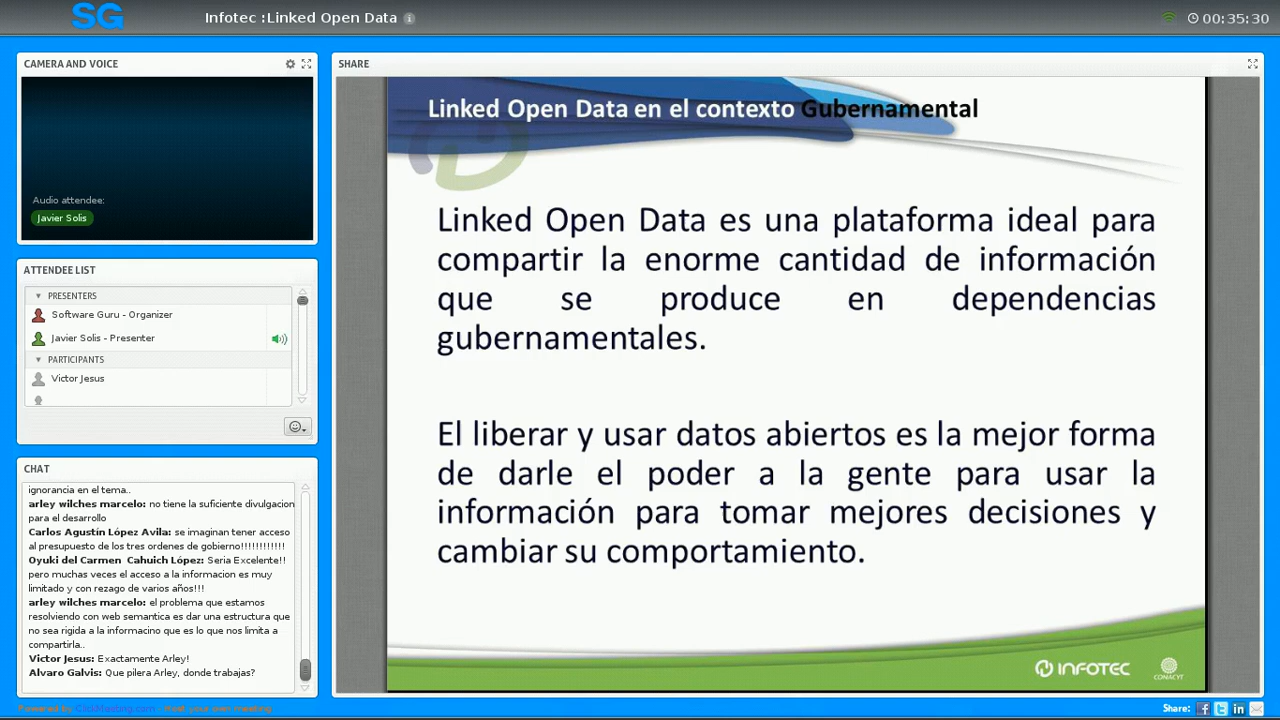 SG
Infotec :Linked Open Data
00:35:30
CAMERA AND VOICE
Audio attendee:
Javier Solis
ATTENDEE LIST
PRESENTERS
Software Guru - Organizer
Javier Solis - Presenter
PARTICIPANTS
Victor Jesus
CHAT
ignorancia en el tema..
arley wilches marcelo: no tiene la suficiente divulgacion
para el desarrollo
Carlos Agustín López Avila: se imaginan tener acceso
al presupuesto de los tres ordenes de gobierno!!!!!!!!!!!!
Oyuki del Carmen Cahuich López: Seria Excelente!!
pero muchas veces el acceso a la informacion es muy
limitado y con rezago de varios años!!!
arley wilches marcelo: el problema que estamos
resolviendo con web semantica es dar una estructura que
no sea rigida a la informacino que es lo que nos limita a
compartirla..
Victor Jesus: Exactamente Arley!
Alvaro Galvis: Que pilera Arley, donde trabajas?
SHARE
Linked Open Data en el contexto Gubernamental
Linked Open Data es una plataforma ideal para
compartir la enorme cantidad de información
que se produce en dependencias
gubernamentales.
El liberar y usar datos abiertos es la mejor forma
de darle el poder a la gente para usar la
información para tomar mejores decisiones y
cambiar su comportamiento.
INFOTEC
CONACYT
Powered by ClickMeeting.com - Host your own meeting
Share: